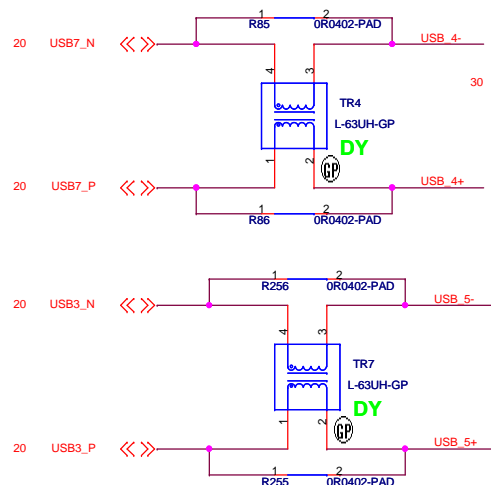 1 2
R85 0R0402-PAD
20 USB7_N USB_4-
4 3
30
TR4
L-63UH-GP
DY
1 2
GP
20 USB7_P USB_4+
1 2
R86 0R0402-PAD
1 2
R256 0R0402-PAD
20 USB3_N USB_5-
4 3
TR7
L-63UH-GP
DY
1 2
GP
20 USB3_P USB_5+
1 2
R255 0R0402-PAD